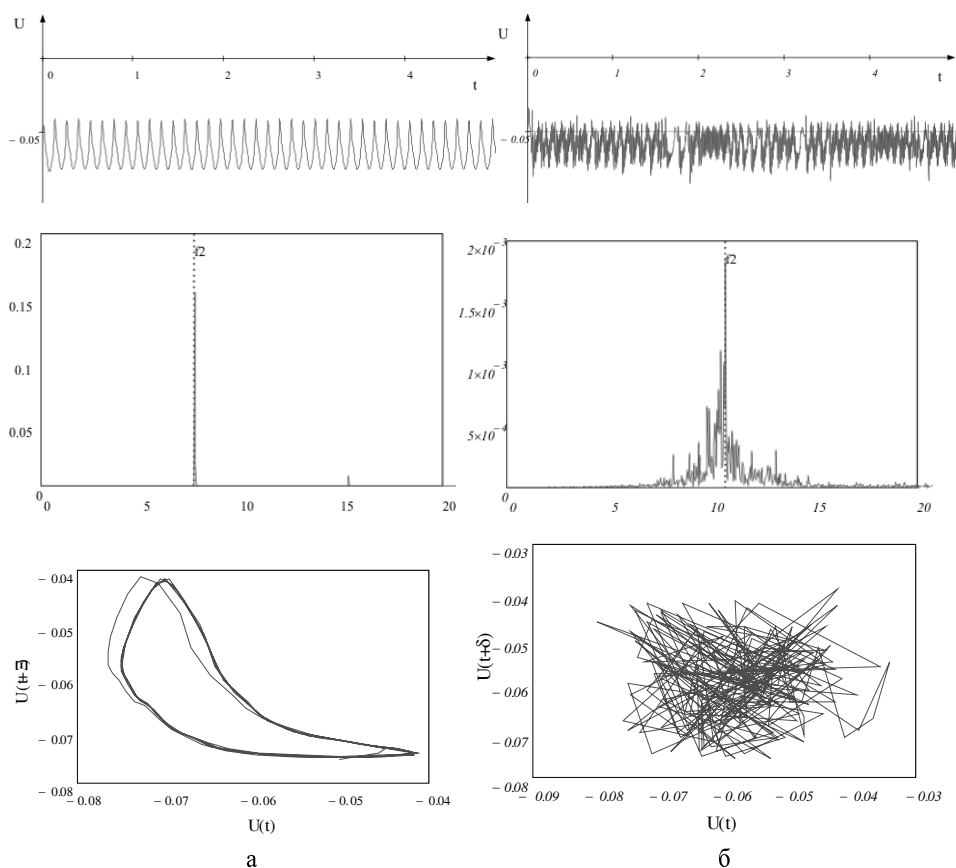 U
0 1 2 3 4
t
− 0.05
U
0 1 2 3 4
t
− 0.05
0.2
0.15
0.1
0.05
f2
0 5 10 15 20
2×10⁻³
1.5×10⁻³
1×10⁻³
5×10⁻⁴
f2
0 5 10 15 20
− 0.04
− 0.05
− 0.06
− 0.07
− 0.08
− 0.08 − 0.07 − 0.06 − 0.05 − 0.04
U(t)
а
− 0.03
− 0.04
− 0.05
− 0.06
− 0.07
− 0.08
U(t+δ)
− 0.09 − 0.08 − 0.07 − 0.06 − 0.05 − 0.04 − 0.03
U(t)
б